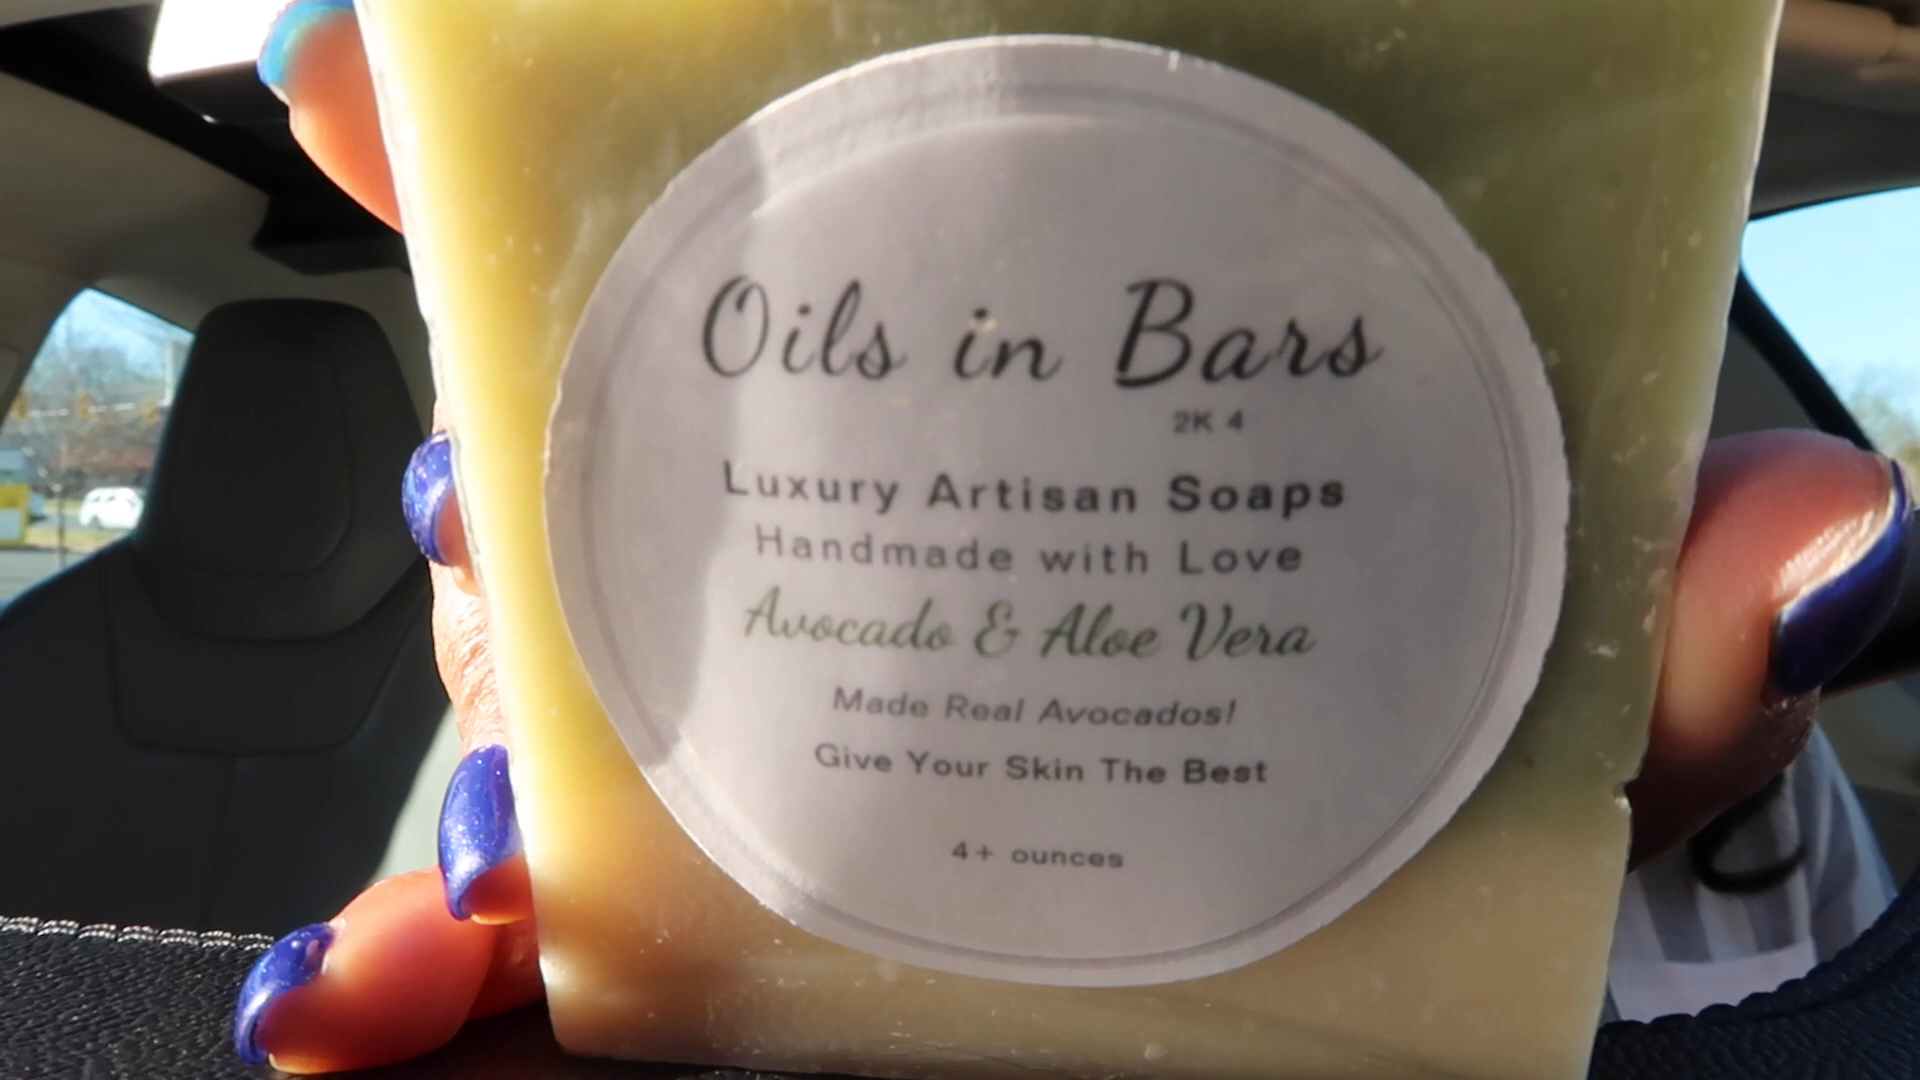 Oils in Bars
2K 4
Luxury Artisan Soaps
Handmade with Love
Avocado & Aloe Vera
Made Real Avocados!
Give Your Skin The Best
4+ ounces